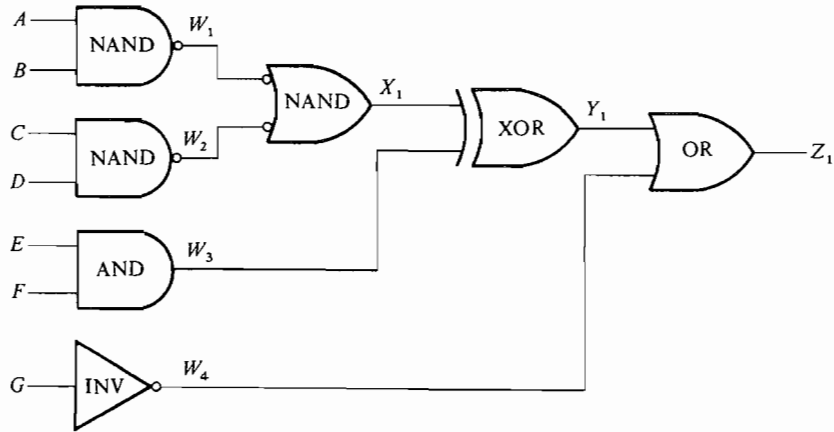 A
NAND
W1
B
NAND
X1
C
NAND
W2
D
XOR
Y1
OR
Z1
E
AND
W3
F
G
INV
W4